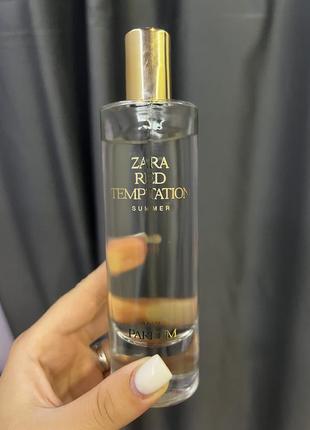 ZARA
RED
TEMPTATION
SUMMER
PARFUM